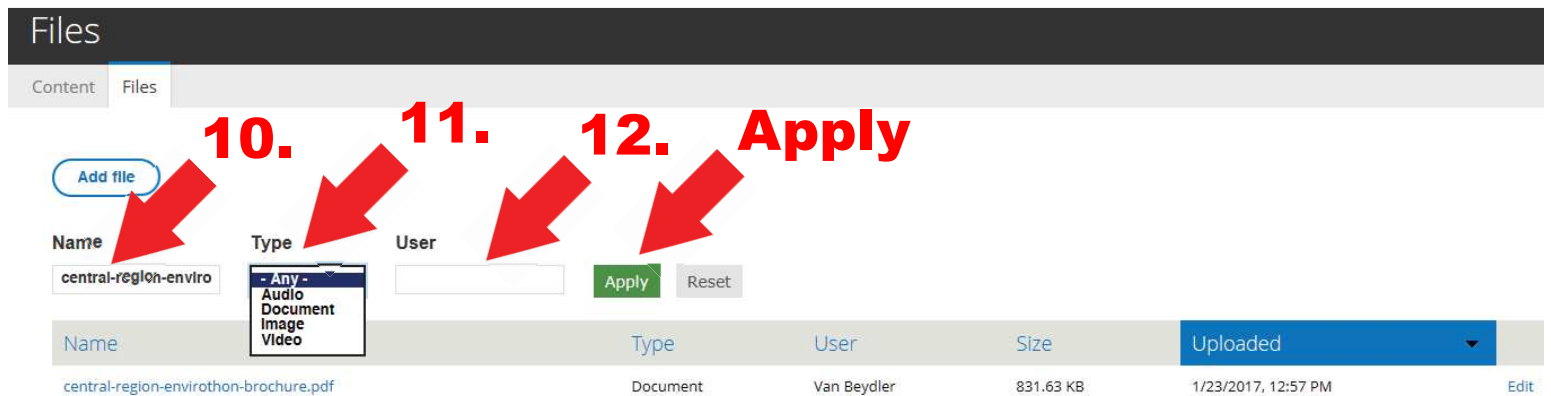 Files
Content Files
10. 11. 12. Apply
Add file
Name Type User
central-region-enviro - Any - Apply Reset
Audio
Document
Image
Video
Name Type User Size Uploaded
central-region-envirothon-brochure.pdf Document Van Beydler 831.63 KB 1/23/2017, 12:57 PM Edit